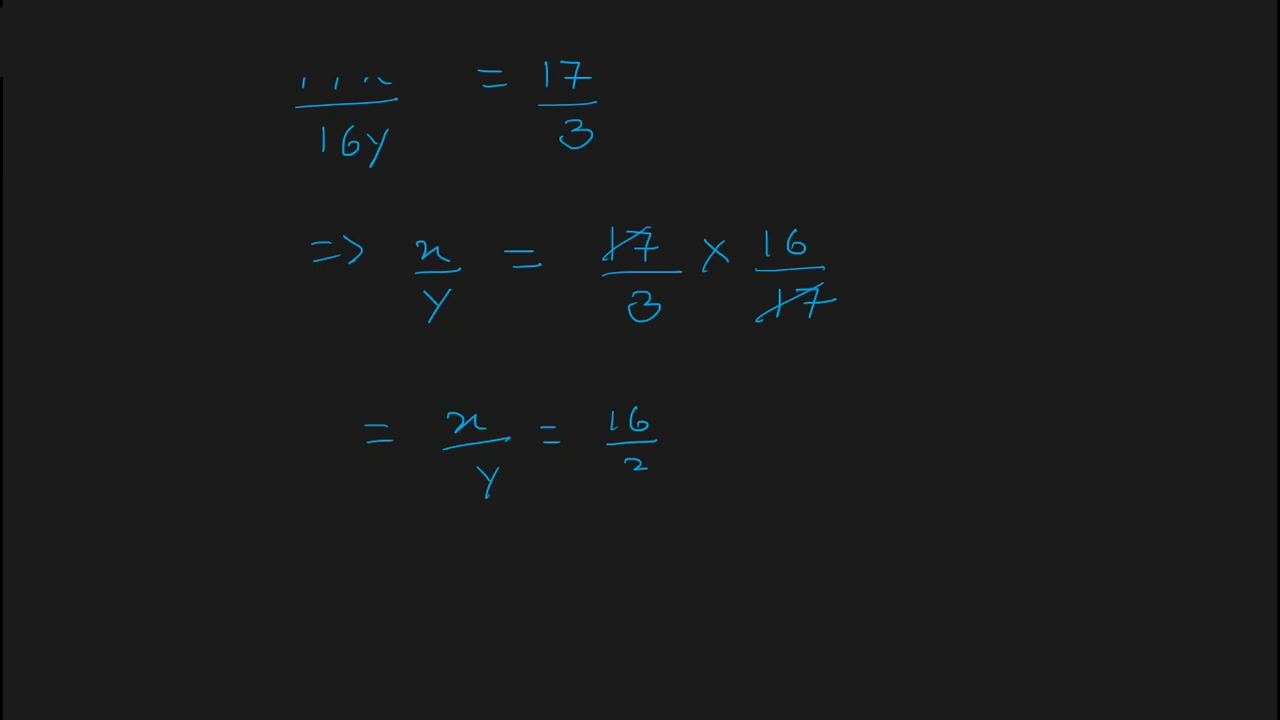 16y = 17/3
=> x/y = 17/3 × 16/17
= x/y = 16/